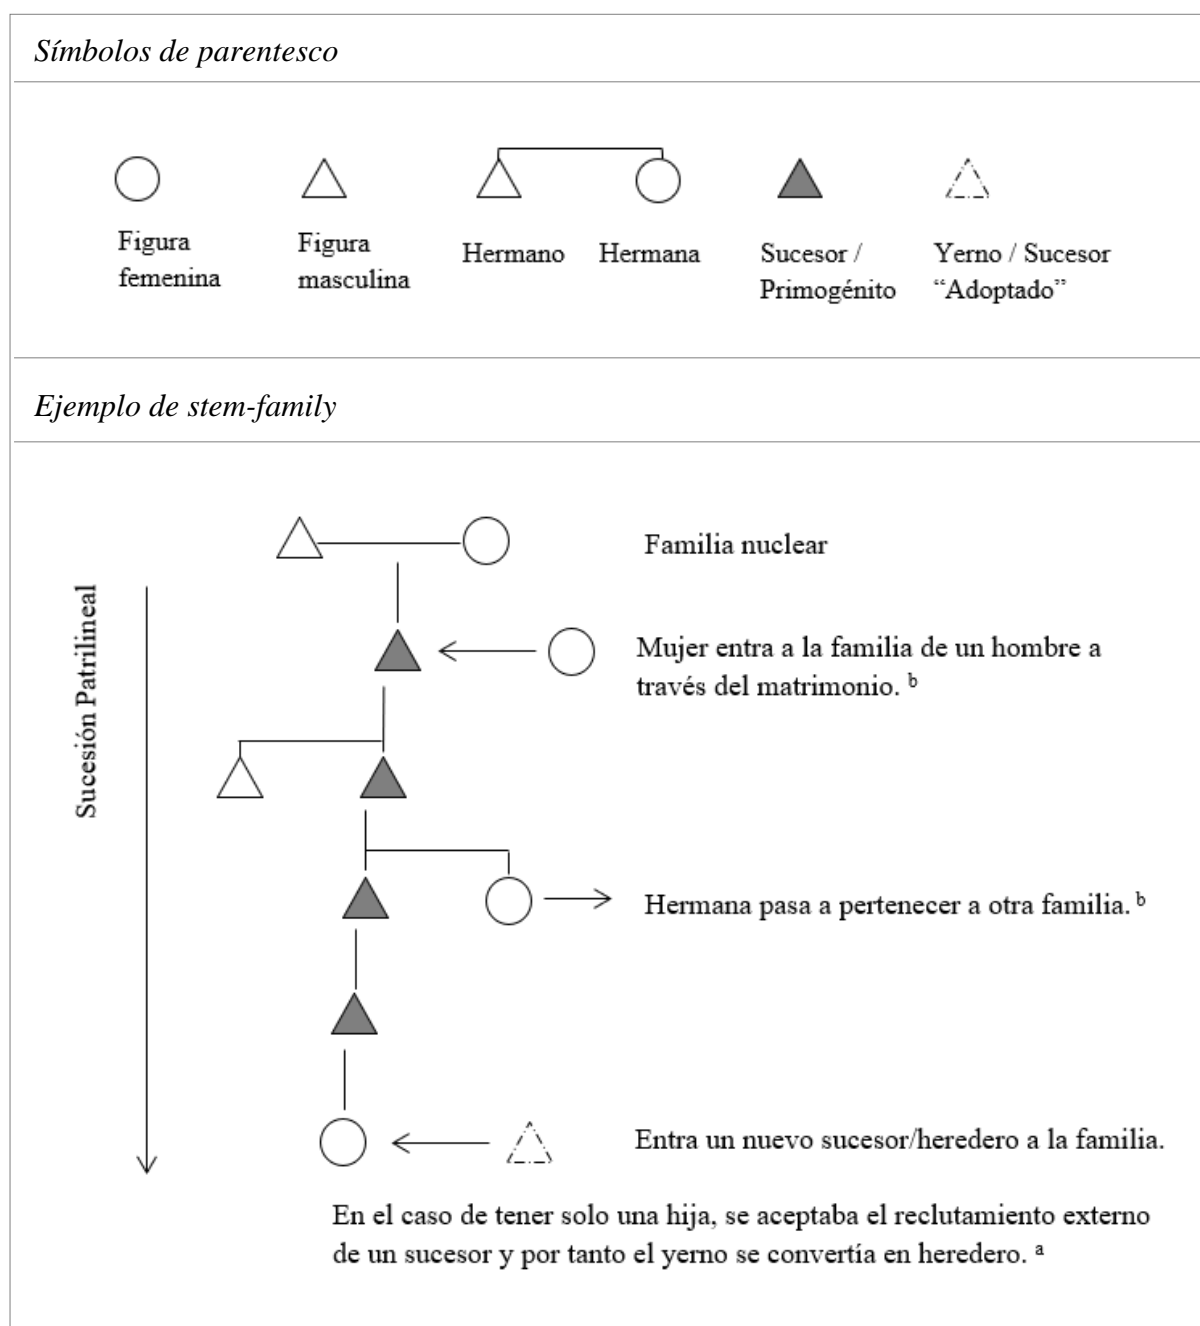 Símbolos de parentesco
Figura
femenina
Figura
masculina
Hermano
Hermana
Sucesor /
Primogénito
Yerno / Sucesor
“Adoptado”
Ejemplo de stem-family
Sucesión Patrilineal
Familia nuclear
Mujer entra a la familia de un hombre a
través del matrimonio. b
Hermana pasa a pertenecer a otra familia. b
Entra un nuevo sucesor/heredero a la familia.
En el caso de tener solo una hija, se aceptaba el reclutamiento externo
de un sucesor y por tanto el yerno se convertía en heredero. a